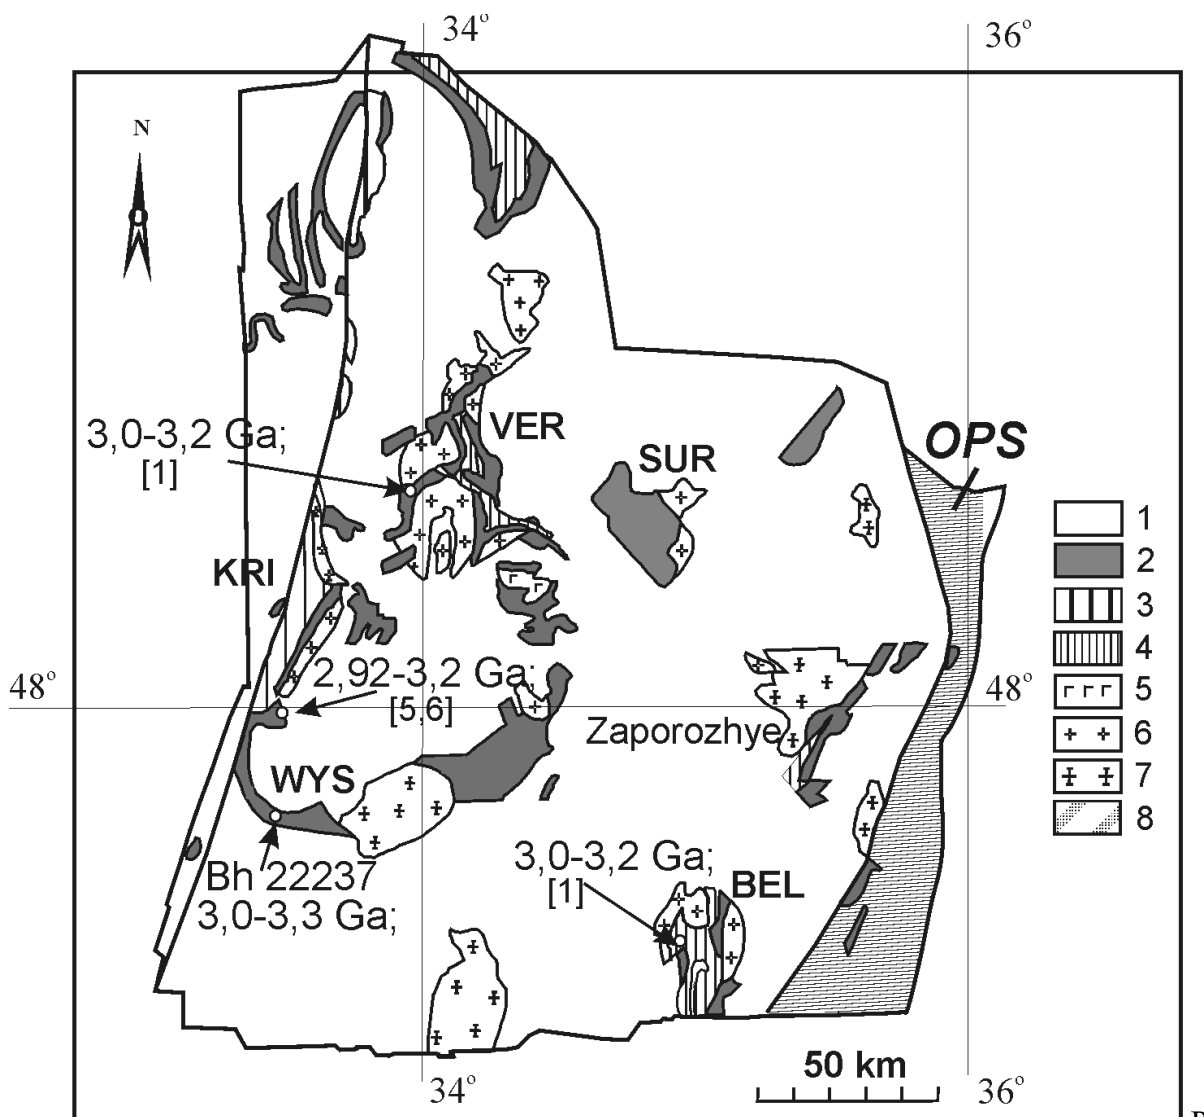 34°
36°
N
3,0-3,2 Ga;
[1]
VER
SUR
OPS
KRI
1
2
3
4
5
6
7
8
2,92-3,2 Ga;
[5,6]
48°
48°
Zaporozhye
WYS
Bh 22237
3,0-3,3 Ga;
3,0-3,2 Ga;
[1]
BEL
50 km
34°
36°